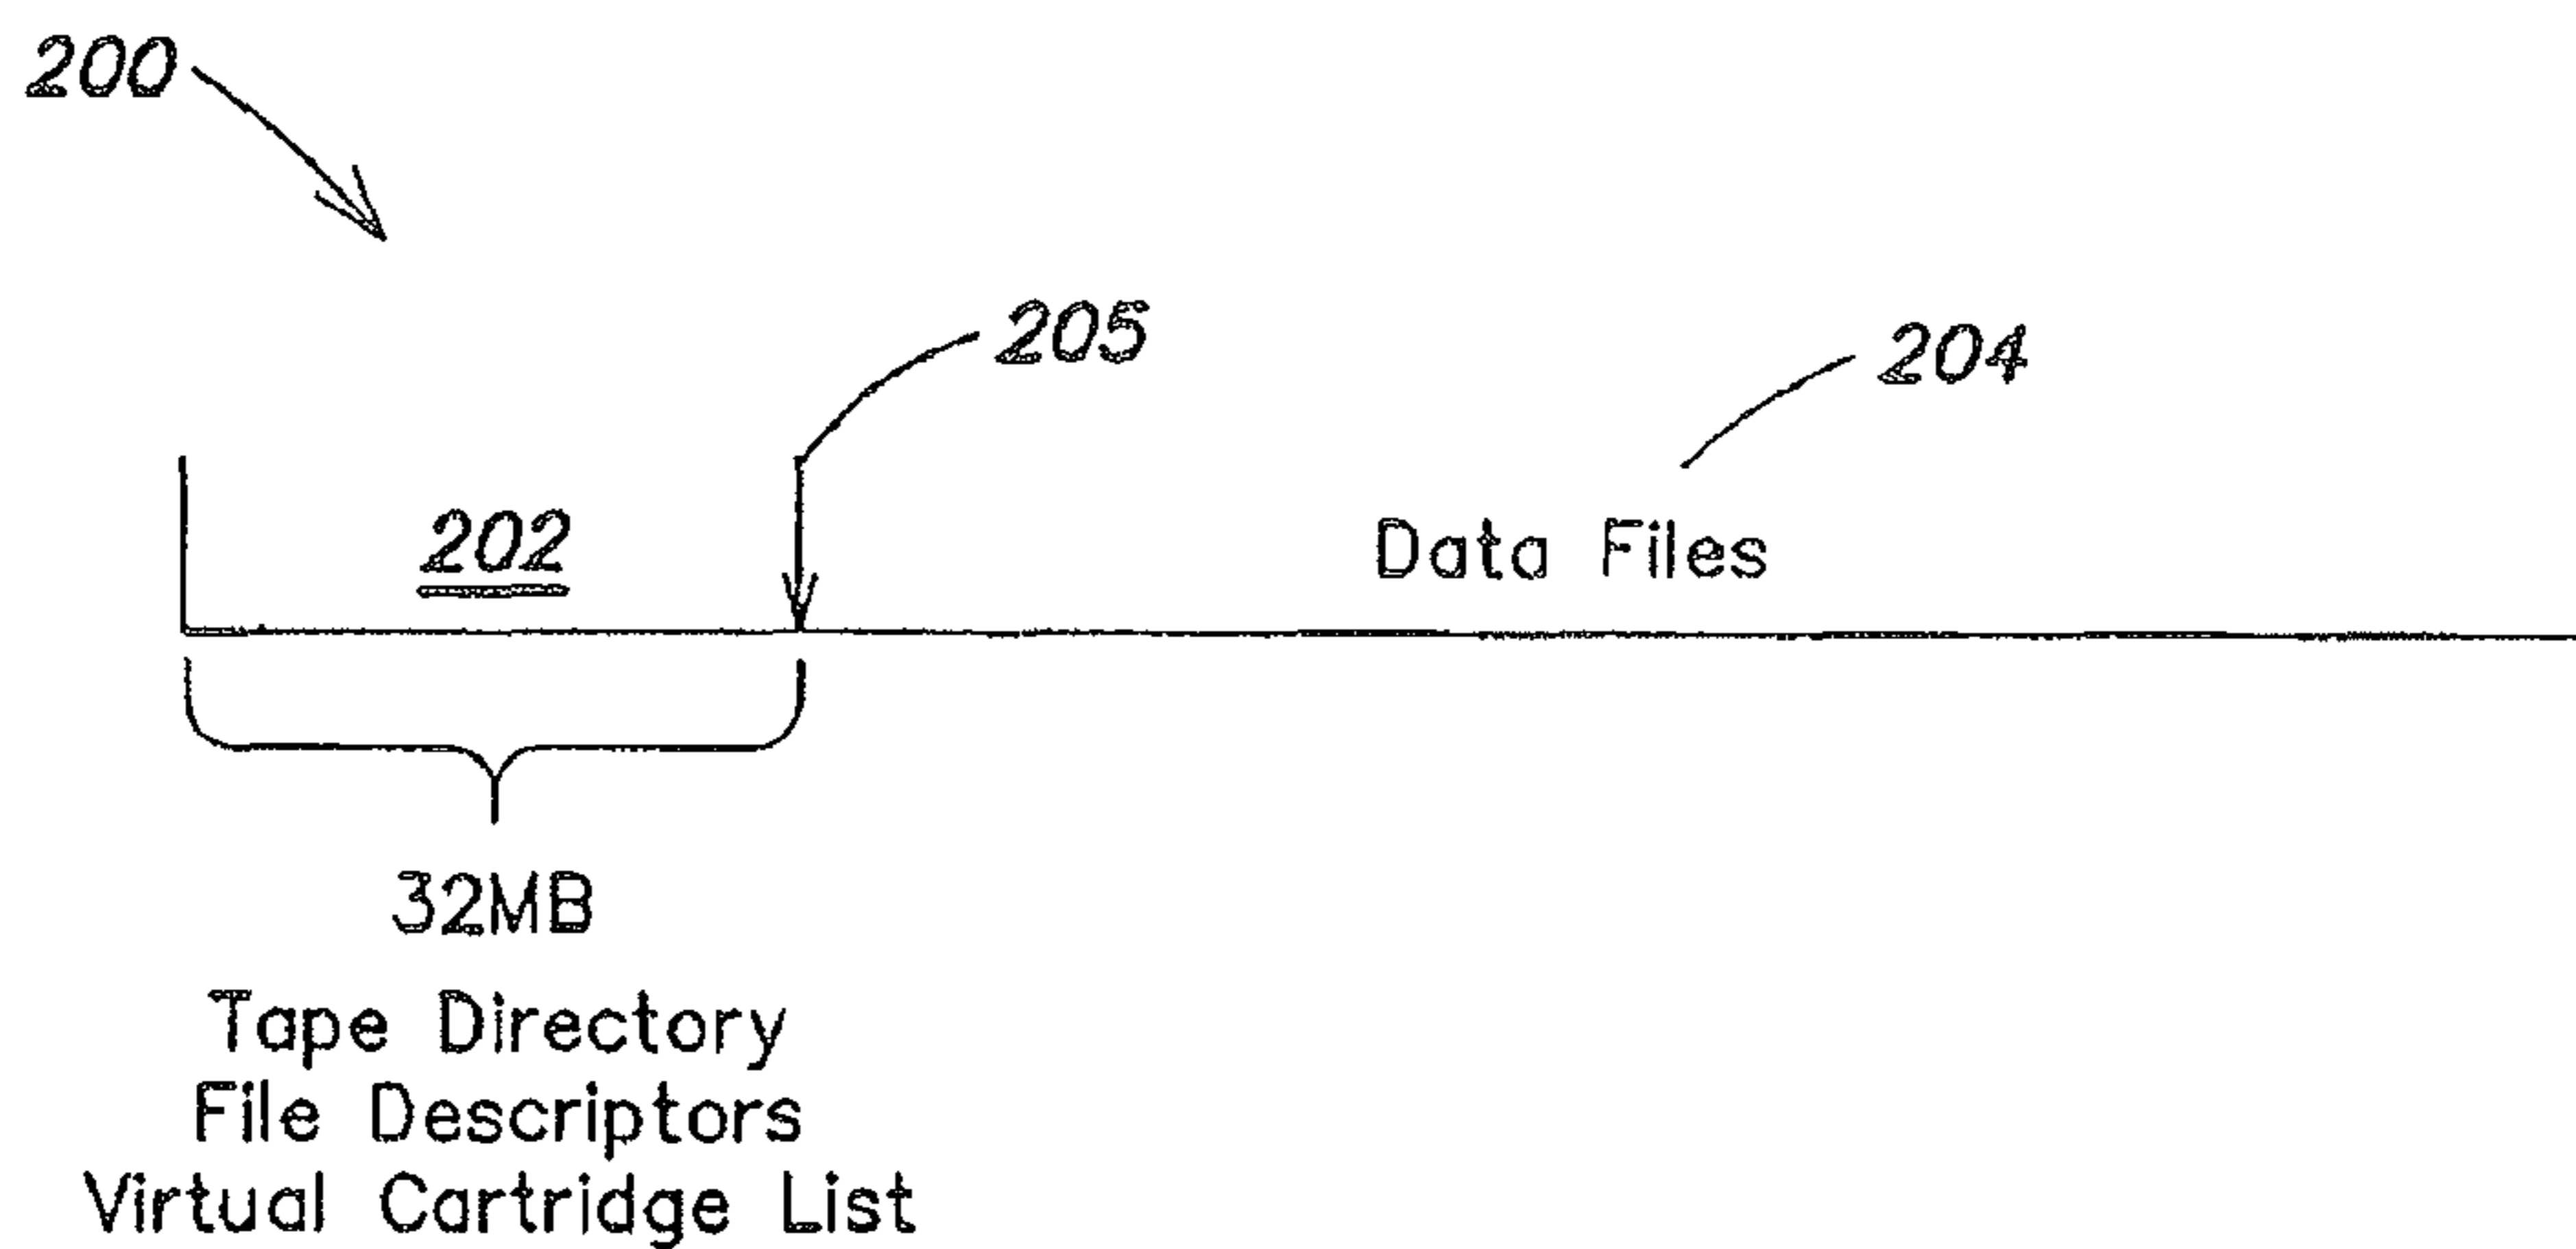 200
205
204
202
Data Files
32MB
Tape Directory
File Descriptors
Virtual Cartridge List